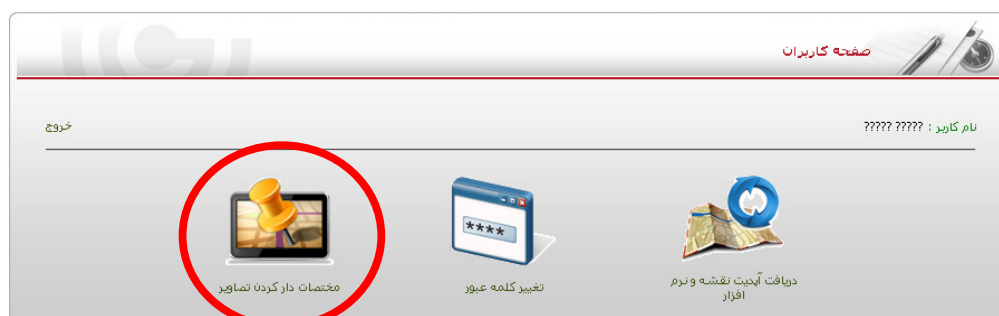 صفحه کاربران
نام کاربر : ????? ?????
خروج
****
دریافت آپدیت نقشه و نرم
افزار
تغییر کلمه عبور
مختصات دار کردن تصاویر